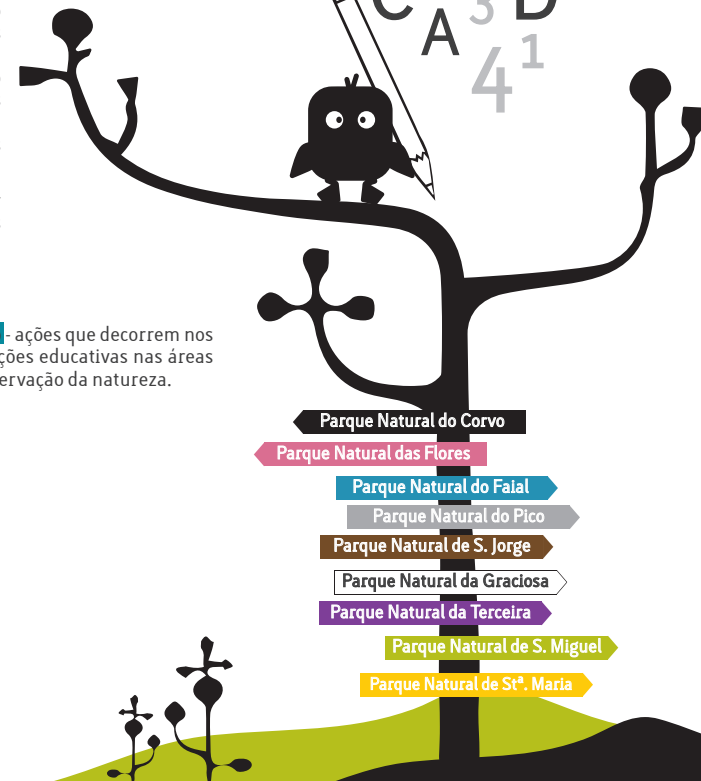 C
3
D
A
1
4
- ações que decorrem nos
ções educativas nas áreas
ervação da natureza.
Parque Natural do Corvo
Parque Natural das Flores
Parque Natural do Faial
Parque Natural do Pico
Parque Natural de S. Jorge
Parque Natural da Graciosa
Parque Natural da Terceira
Parque Natural de S. Miguel
Parque Natural de Stª. Maria